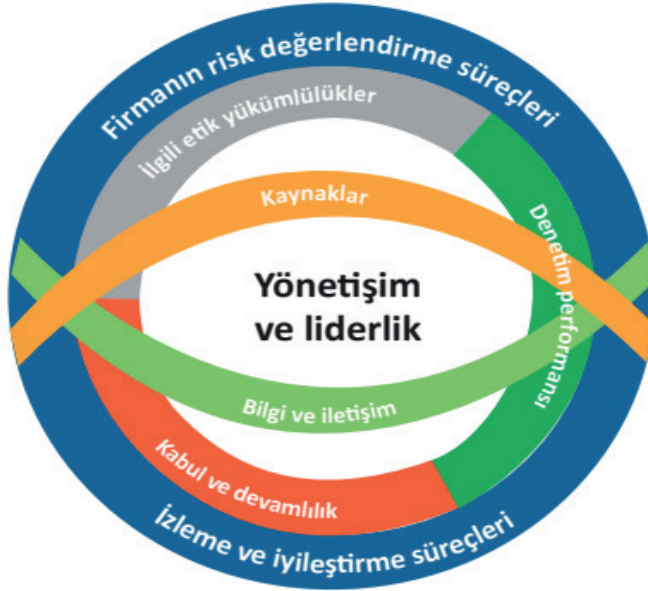 Firmanın risk değerlendirme süreçleri
İlgili etik yükümlülükler
Kaynaklar
Denetim performansı
Yönetişim
ve liderlik
Bilgi ve iletişim
Kabul ve devamlılık
İzleme ve iyileştirme süreçleri